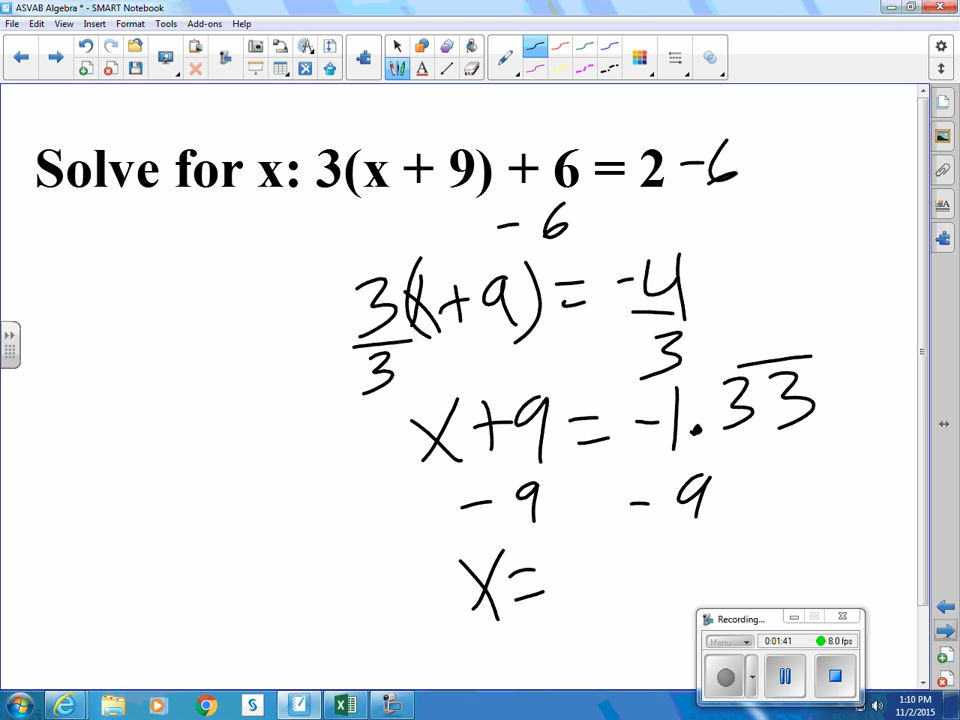 ASVAB Algebra * - SMART Notebook
File Edit View Insert Format Tools Add-ons Help
Solve for x: 3(x + 9) + 6 = 2 -6
- 6
3(x+9) = -4
3 3
x+9 = -1.33
-9 -9
x=
Recording...
Menu 0:01:41 8.0 fps
1:10 PM
11/2/2015